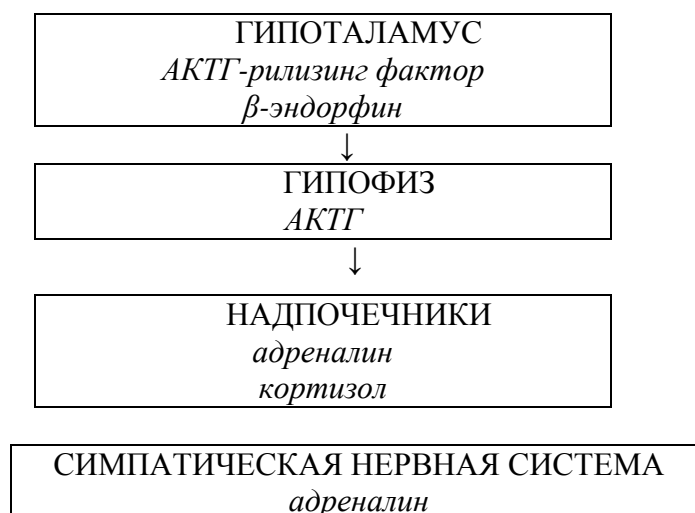 ГИПОТАЛАМУС
АКТГ-рилизинг фактор
β-эндорфин
↓
ГИПОФИЗ
АКТГ
↓
НАДПОЧЕЧНИКИ
адреналин
кортизол
СИМПАТИЧЕСКАЯ НЕРВНАЯ СИСТЕМА
адреналин